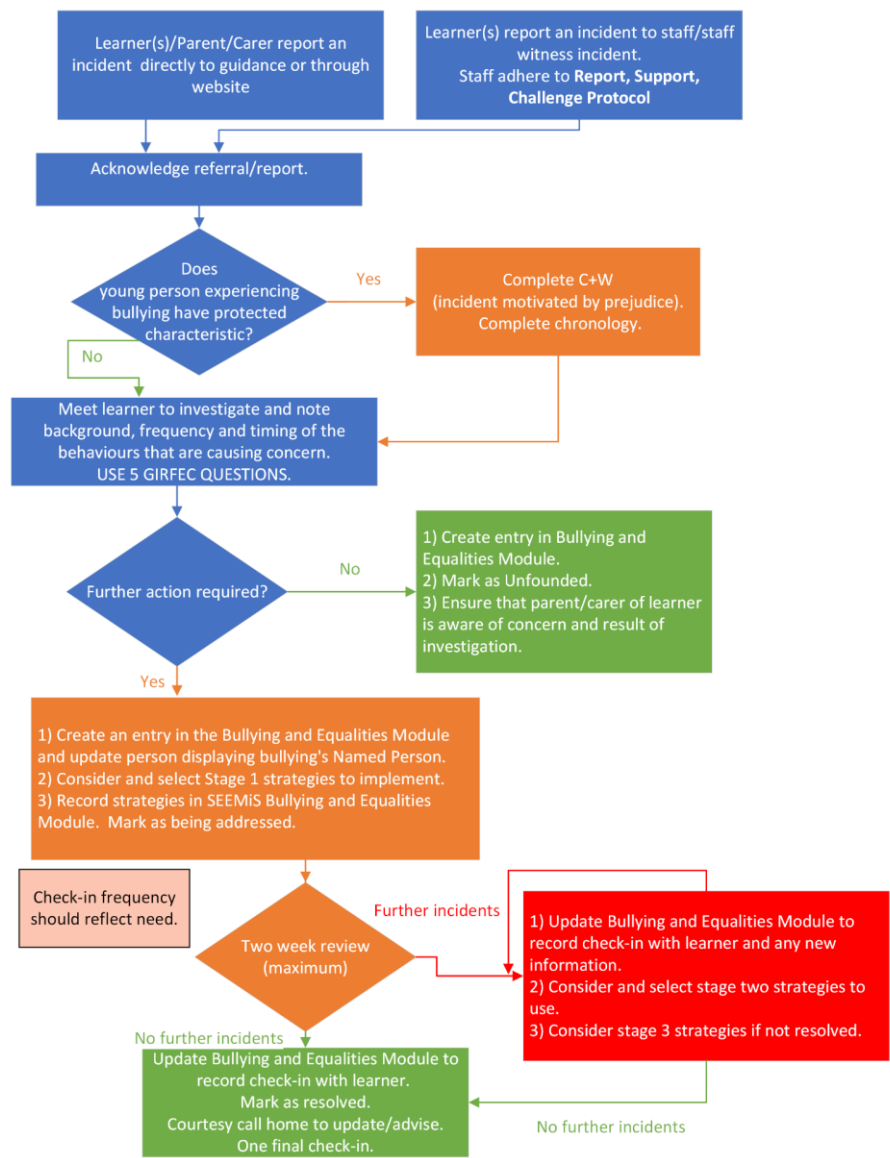 Learner(s)/Parent/Carer report an
incident  directly to guidance or through
website
Learner(s) report an incident to staff/staff
witness incident.
Staff adhere to Report, Support,
Challenge Protocol
Acknowledge referral/report.
Does
young person experiencing
bullying have protected
characteristic?
Yes
Complete C+W
(incident motivated by prejudice).
Complete chronology.
No
Meet learner to investigate and note
background, frequency and timing of the
behaviours that are causing concern.
USE 5 GIRFEC QUESTIONS.
Further action required?
No
1) Create entry in Bullying and
Equalities Module.
2) Mark as Unfounded.
3) Ensure that parent/carer of learner
is aware of concern and result of
investigation.
Yes
1) Create an entry in the Bullying and Equalities Module
and update person displaying bullying's Named Person.
2) Consider and select Stage 1 strategies to implement.
3) Record strategies in SEEMiS Bullying and Equalities
Module.  Mark as being addressed.
Check-in frequency
should reflect need.
Two week review
(maximum)
Further incidents
1) Update Bullying and Equalities Module to
record check-in with learner and any new
information.
2) Consider and select stage two strategies to
use.
3) Consider stage 3 strategies if not resolved.
No further incidents
Update Bullying and Equalities Module to
record check-in with learner.
Mark as resolved.
Courtesy call home to update/advise.
One final check-in.
No further incidents